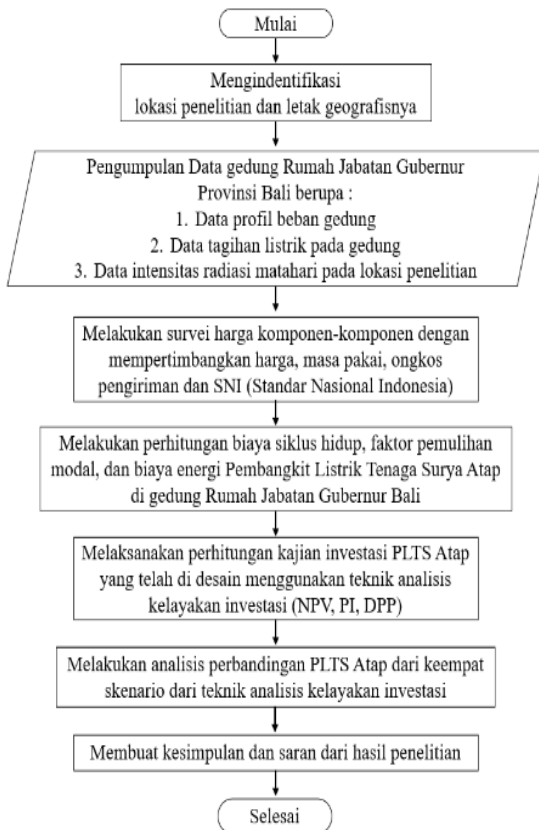 Mulai
Mengindentifikasi
lokasi penelitian dan letak geografisnya
Pengumpulan Data gedung Rumah Jabatan Gubernur
Provinsi Bali berupa :
1. Data profil beban gedung
2. Data tagihan listrik pada gedung
3. Data intensitas radiasi matahari pada lokasi penelitian
Melakukan survei harga komponen-komponen dengan
mempertimbangkan harga, masa pakai, ongkos
pengiriman dan SNI (Standar Nasional Indonesia)
Melakukan perhitungan biaya siklus hidup, faktor pemulihan
modal, dan biaya energi Pembangkit Listrik Tenaga Surya Atap
di gedung Rumah Jabatan Gubernur Bali
Melaksanakan perhitungan kajian investasi PLTS Atap
yang telah di desain menggunakan teknik analisis
kelayakan investasi (NPV, PI, DPP)
Melakukan analisis perbandingan PLTS Atap dari keempat
skenario dari teknik analisis kelayakan investasi
Membuat kesimpulan dan saran dari hasil penelitian
Selesai